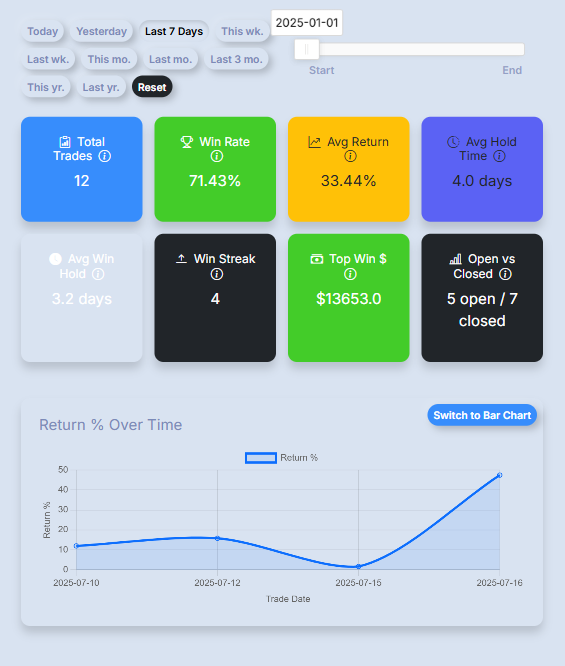 2025-01-01
Today
Yesterday
Last 7 Days
This wk.
Last wk.
This mo.
Last mo.
Last 3 mo.
This yr.
Last yr.
Reset
Start
End
Total
Trades
12
Win Rate
71.43%
Avg Return
33.44%
Avg Hold
Time
4.0 days
Avg Win
Hold
3.2 days
Win Streak
4
Top Win $
$13653.0
Open vs
Closed
5 open / 7
closed
Return % Over Time
Switch to Bar Chart
Return %
50
40
30
20
10
0
Return %
2025-07-10
2025-07-12
2025-07-15
2025-07-16
Trade Date